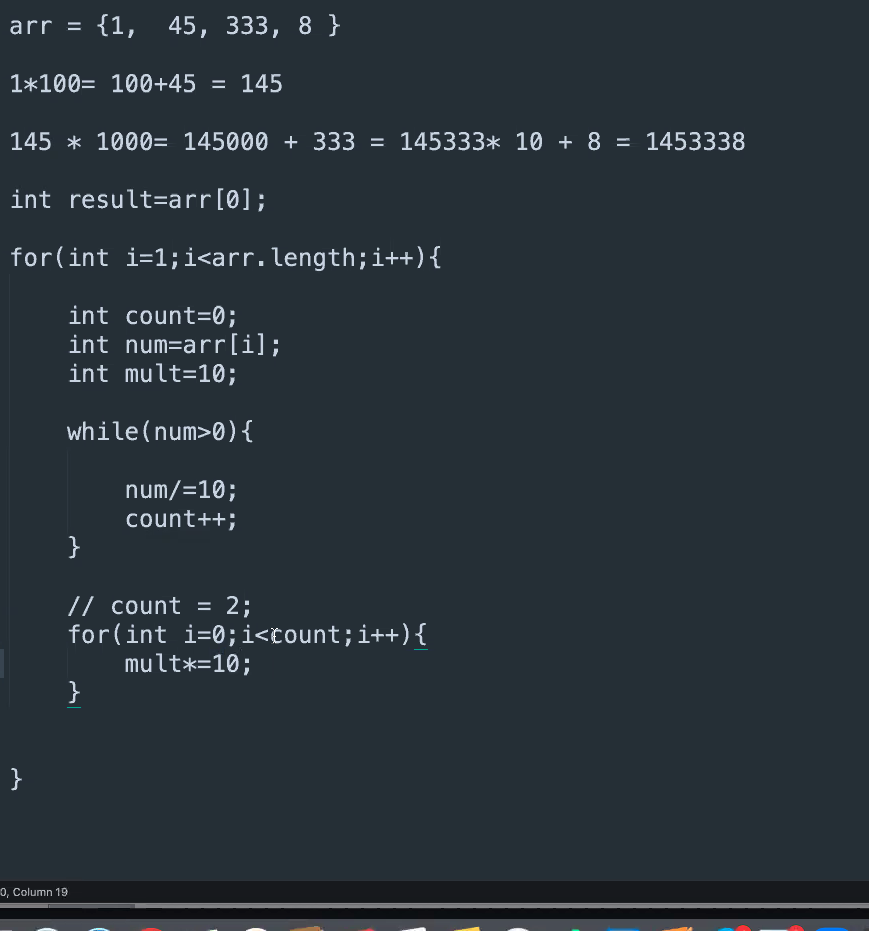 arr = {1,  45, 333, 8 }
1*100= 100+45 = 145
145 * 1000= 145000 + 333 = 145333* 10 + 8 = 1453338
int result=arr[0];
for(int i=1;i<arr.length;i++){
int count=0;
int num=arr[i];
int mult=10;
while(num>0){
num/=10;
count++;
}
// count = 2;
for(int i=0;i<count;i++){
mult*=10;
}
}
0, Column 19